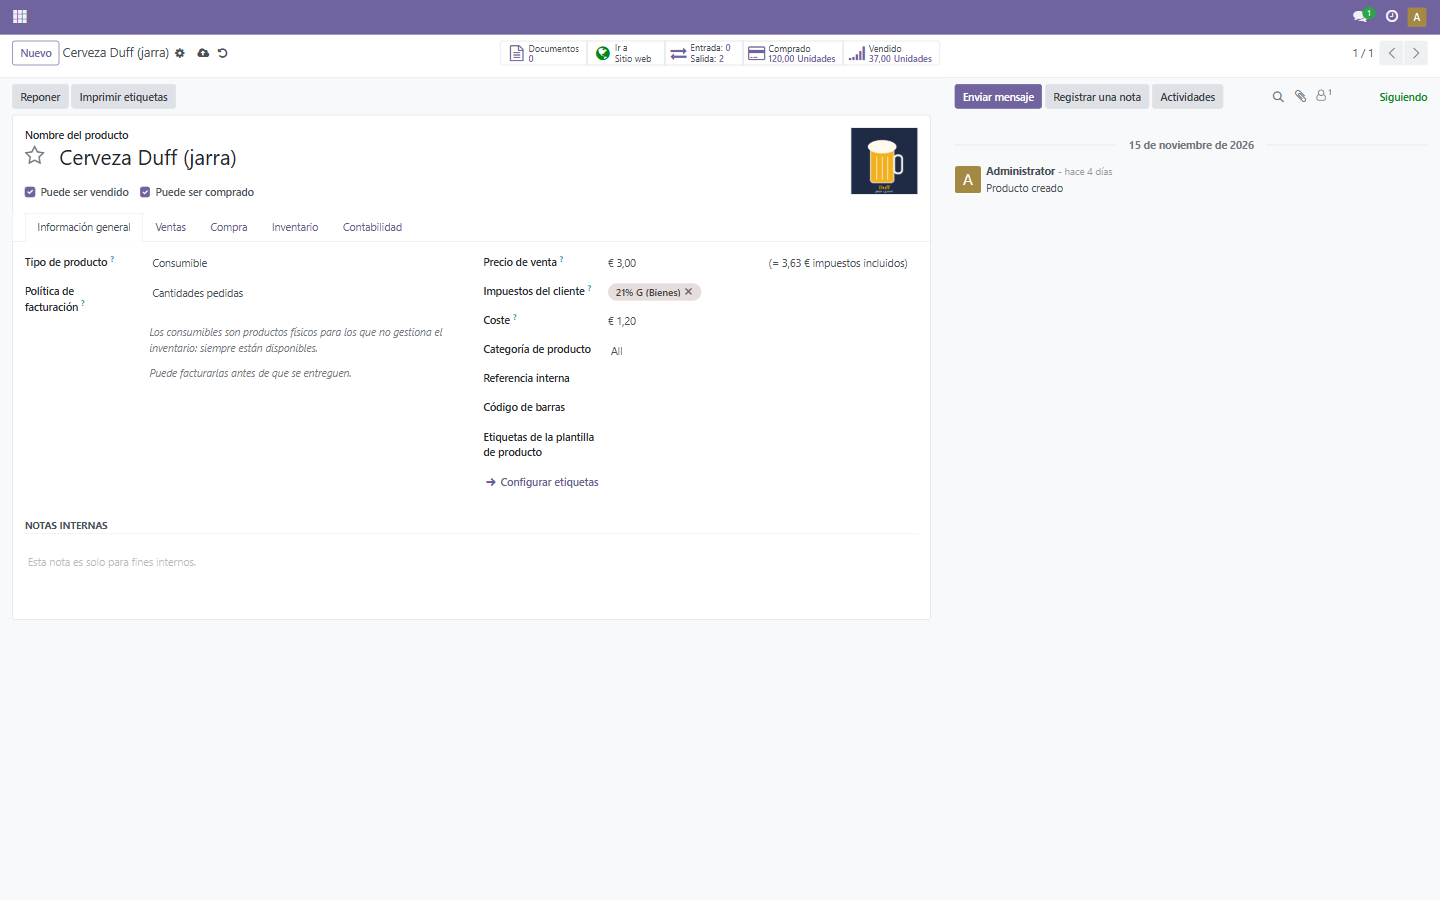 1
A
Nuevo
Cerveza Duff (jarra)
Documentos
0
Ir a
Sitio web
Entrada: 0
Salida: 2
Comprado
120,00 Unidades
Vendido
37,00 Unidades
1 / 1
Reponer
Imprimir etiquetas
Enviar mensaje
Registrar una nota
Actividades
1
Siguiendo
Nombre del producto
Cerveza Duff (jarra)
Duff
Puede ser vendido
Puede ser comprado
Información general
Ventas
Compra
Inventario
Contabilidad
Tipo de producto ?
Consumible
Política de
facturación ?
Cantidades pedidas
Los consumibles son productos físicos para los que no gestiona el
inventario: siempre están disponibles.
Puede facturarlas antes de que se entreguen.
Precio de venta ?
€ 3,00
(= 3,63 € impuestos incluidos)
Impuestos del cliente ?
21% G (Bienes)
Coste ?
€ 1,20
Categoría de producto
All
Referencia interna
Código de barras
Etiquetas de la plantilla
de producto
Configurar etiquetas
NOTAS INTERNAS
Esta nota es solo para fines internos.
15 de noviembre de 2026
A
Administrator - hace 4 días
Producto creado